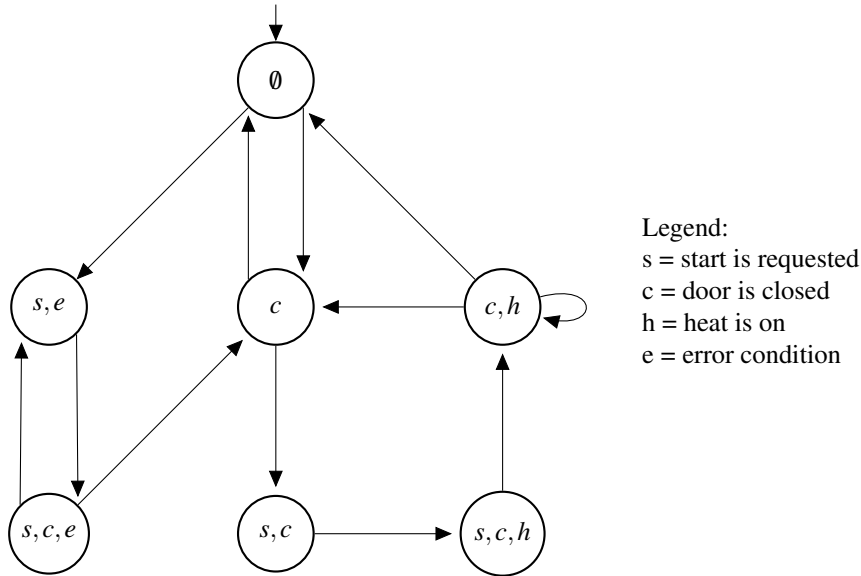 ∅
s, e
c
c, h
s, c, e
s, c
s, c, h
Legend:
s = start is requested
c = door is closed
h = heat is on
e = error condition